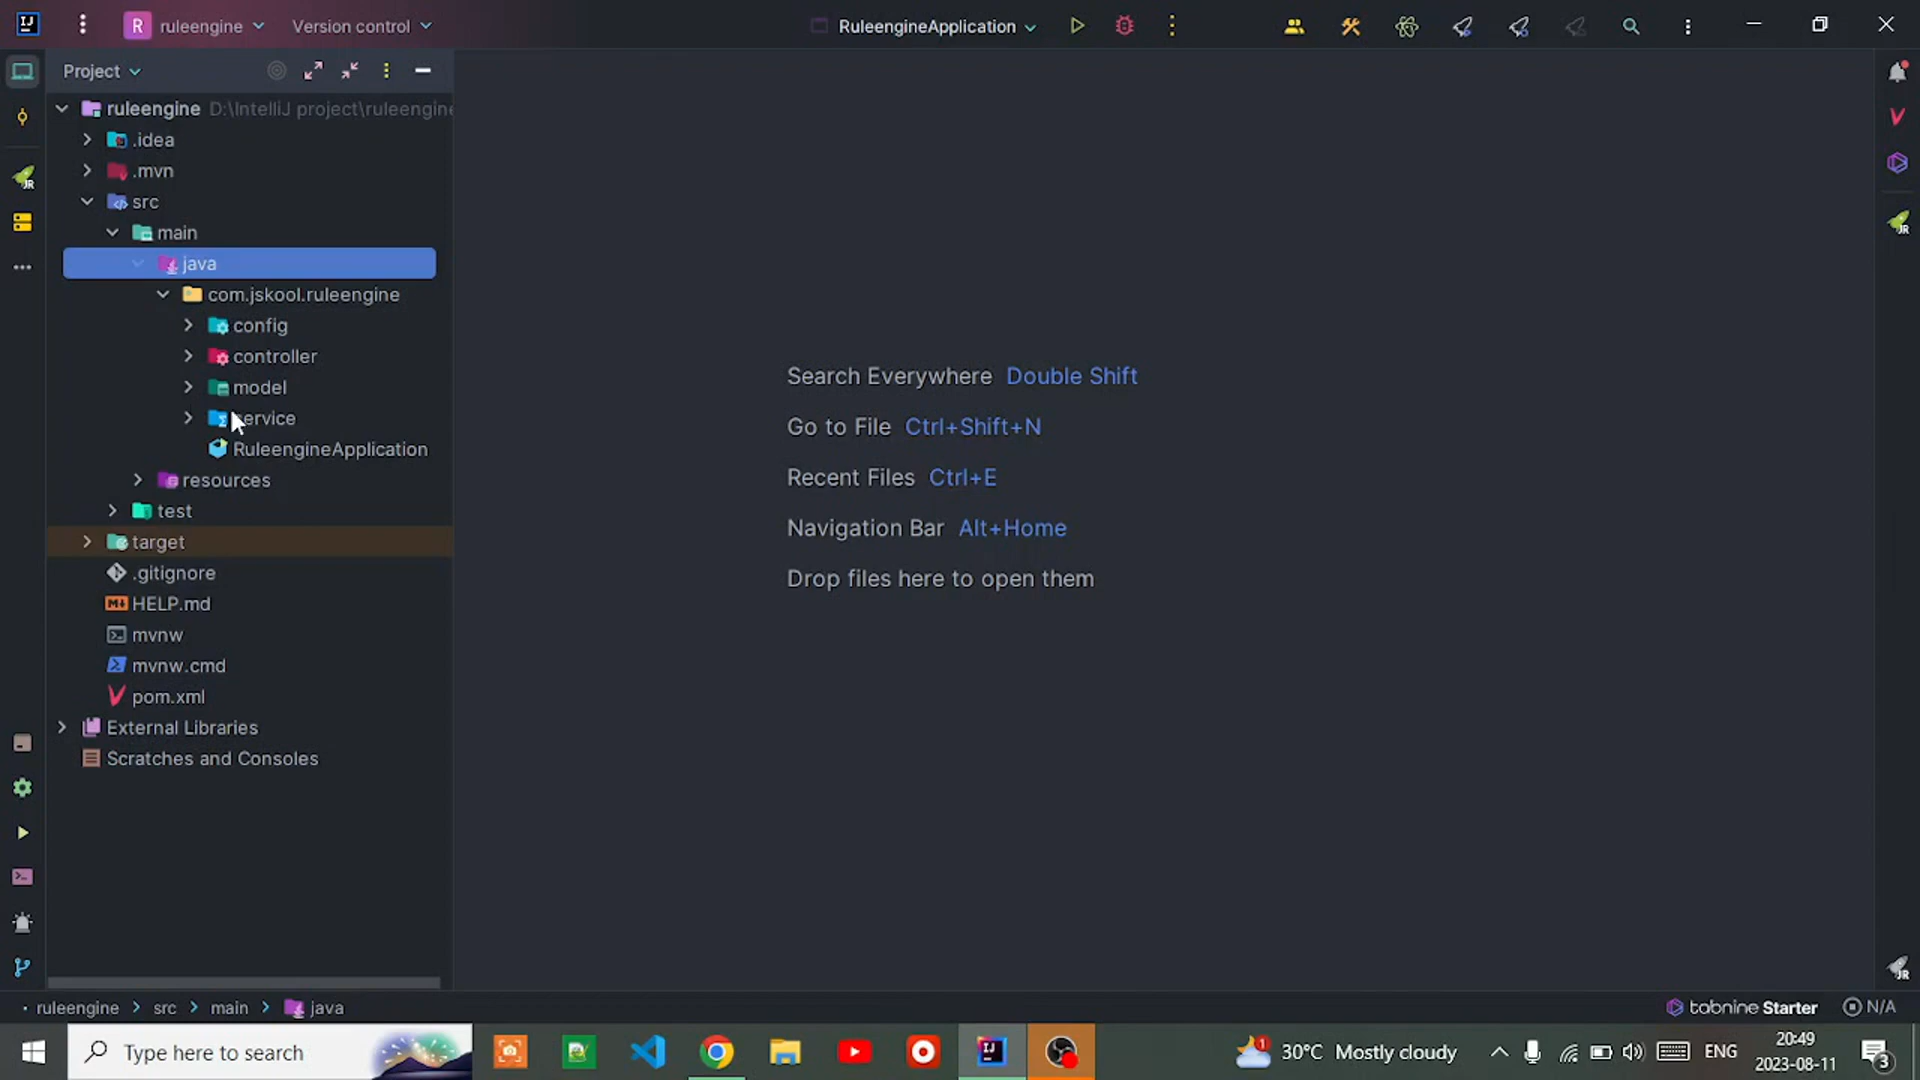 R ruleengine Version control RuleengineApplication
Project
ruleengine D:\IntelliJ project\ruleengine
.idea
.mvn
src
main
java
com.jskool.ruleengine
config
controller
model
service
RuleengineApplication
resources
test
target
.gitignore
HELP.md
mvnw
mvnw.cmd
pom.xml
External Libraries
Scratches and Consoles
Search Everywhere Double Shift
Go to File Ctrl+Shift+N
Recent Files Ctrl+E
Navigation Bar Alt+Home
Drop files here to open them
ruleengine > src > main > java
tabnine Starter N/A
Type here to search
30°C Mostly cloudy
ENG
20:49
2023-08-11
3